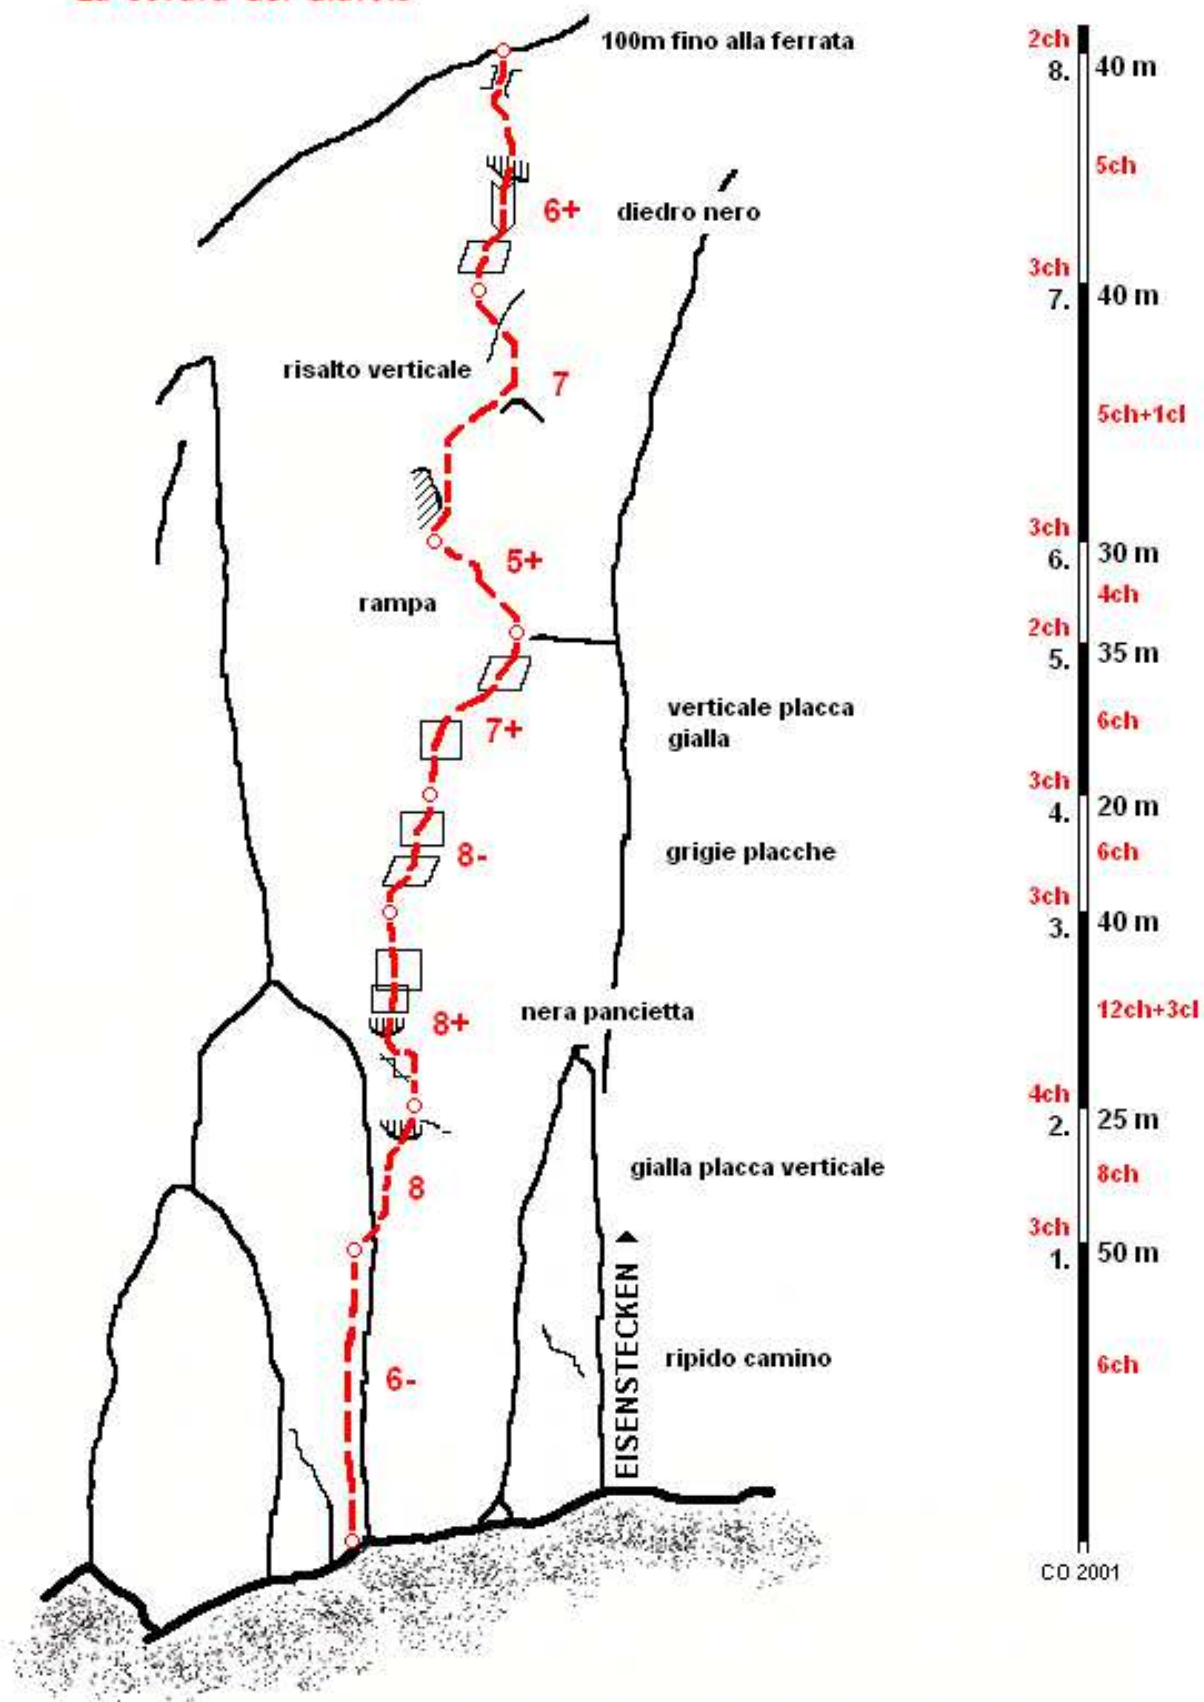 100m fino alla ferrata
2ch
8. 40 m
5ch
6+ diedro nero
3ch
7. 40 m
risalto verticale
7
5ch+1cl
3ch
6. 30 m
5+
4ch
rampa
2ch
5. 35 m
verticale placca
gialla
6ch
7+
3ch
4. 20 m
8- grigie placche 6ch
3ch
3. 40 m
nera pancietta 12ch+3cl
8+
4ch
2. 25 m
gialla placca verticale 8ch
8
3ch
1. 50 m
EISENSTECKEN
ripido camino 6ch
6-
CO 2001